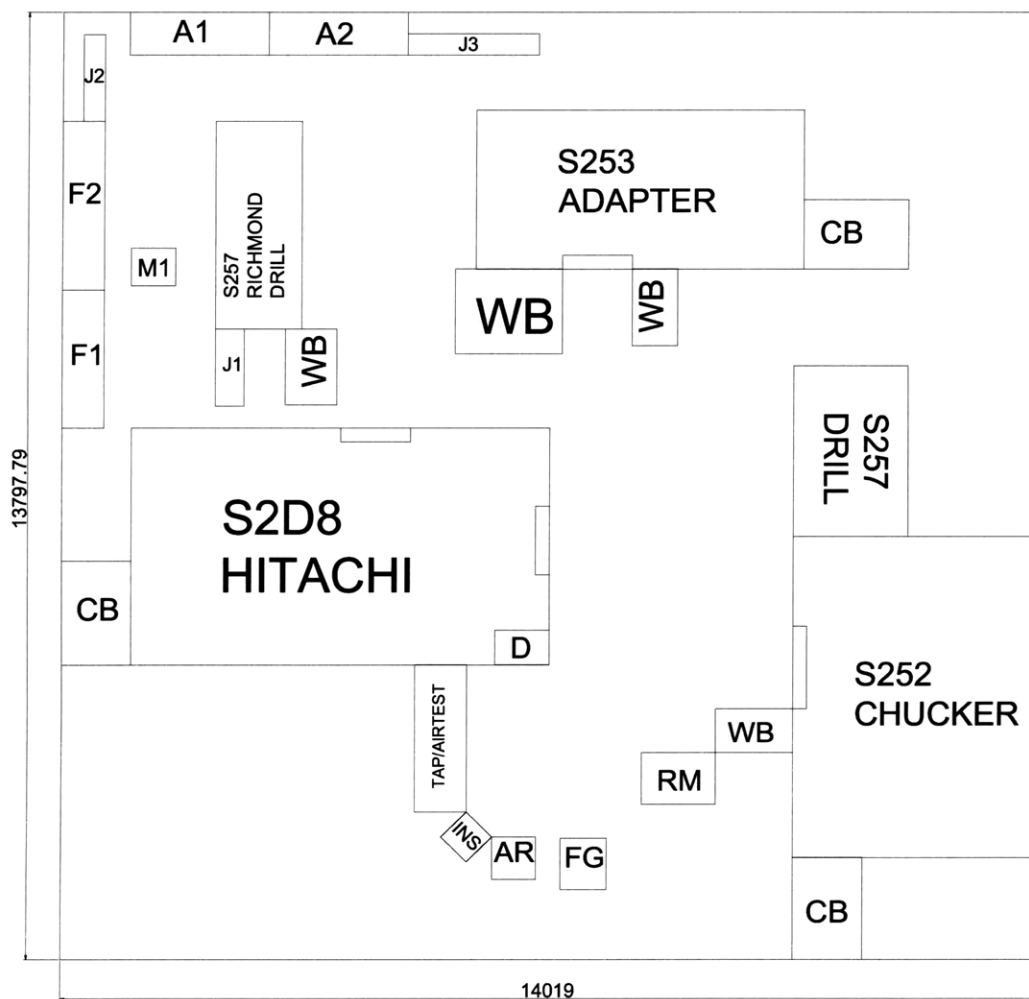 A1
A2
J3
J2
S253
ADAPTER
F2
S257
RICHMOND
DRILL
CB
M1
WB
WB
F1
J1
WB
S257
DRILL
13797.79
S2D8
HITACHI
CB
D
S252
CHUCKER
TAP/AIRTEST
WB
RM
INS
AR
FG
CB
14019